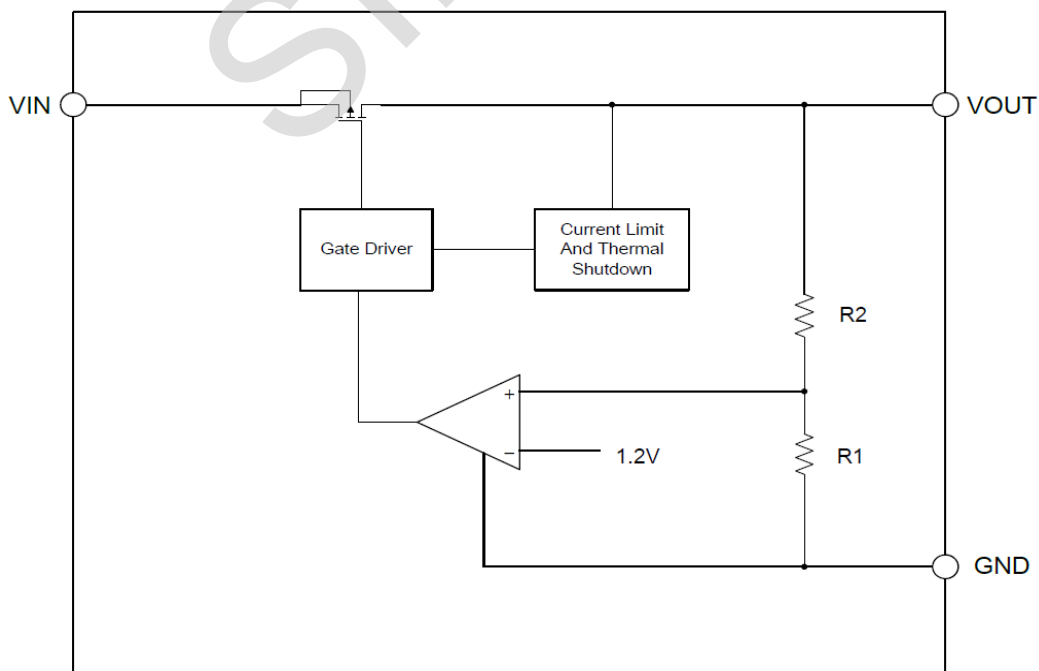 VIN
VOUT
Gate Driver
Current Limit
And Thermal
Shutdown
R2
+
−
1.2V
R1
GND